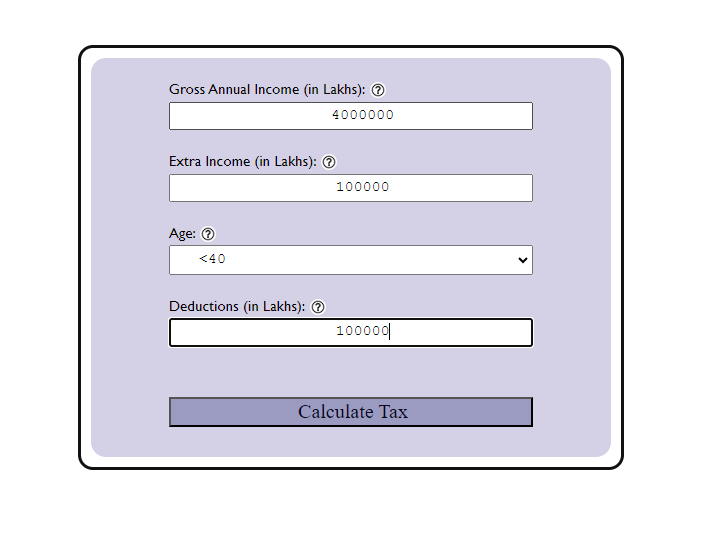 Gross Annual Income (in Lakhs): ?
4000000
Extra Income (in Lakhs): ?
100000
Age: ?
<40
Deductions (in Lakhs): ?
100000
Calculate Tax